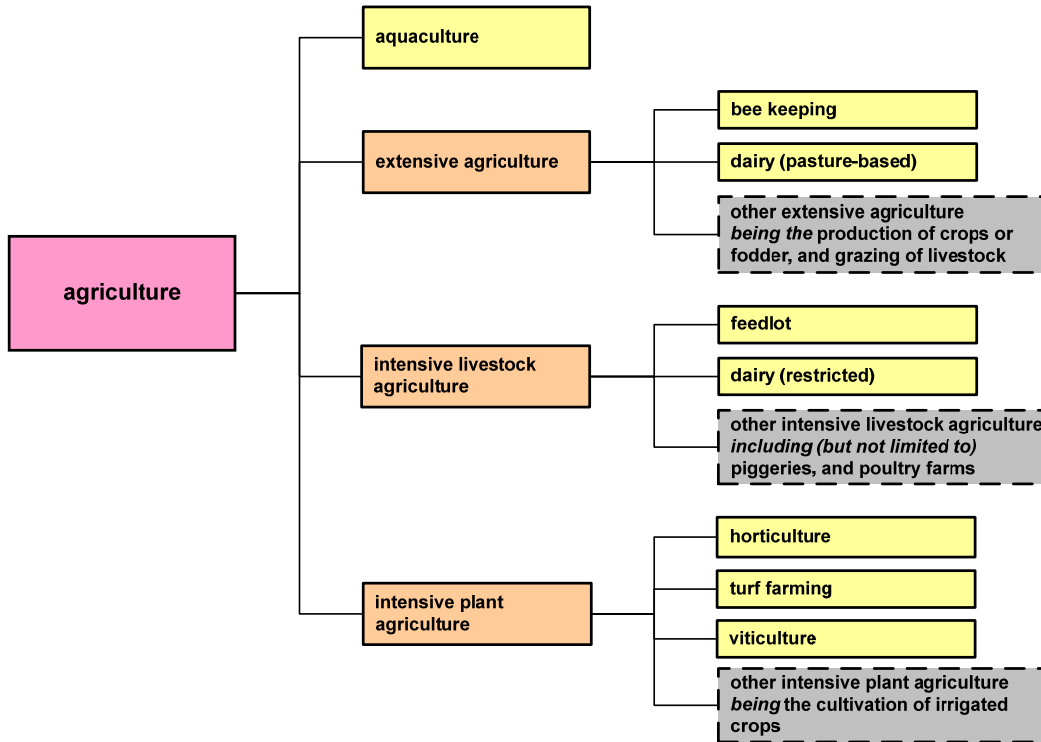 aquaculture
bee keeping
extensive agriculture
dairy (pasture-based)
other extensive agriculture
being the production of crops or
fodder, and grazing of livestock
agriculture
feedlot
intensive livestock
agriculture
dairy (restricted)
other intensive livestock agriculture
including (but not limited to)
piggeries, and poultry farms
horticulture
intensive plant
agriculture
turf farming
viticulture
other intensive plant agriculture
being the cultivation of irrigated
crops